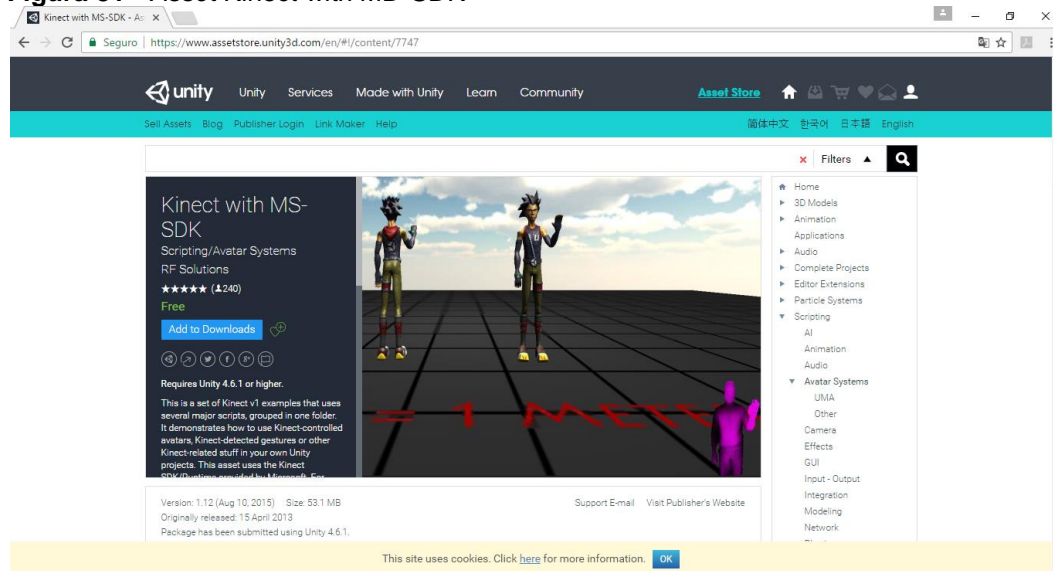 Kinect with MS-SDK - As
Seguro https://www.assetstore.unity3d.com/en/#!/content/7747
unity Unity Services Made with Unity Learn Community Asset Store
Sell Assets Blog Publisher Login Link Maker Help 简体中文 한국어 日本語 English
Filters
Kinect with MS-
SDK
Scripting/Avatar Systems
RF Solutions
★★★★★ (240)
Free
Add to Downloads
Requires Unity 4.6.1 or higher.
This is a set of Kinect v1 examples that uses
several major scripts, grouped in one folder.
It demonstrates how to use Kinect-controlled
avatars, Kinect-detected gestures or other
Kinect-related stuff in your own Unity
projects. This asset uses the Kinect
SDK/Runtime provided by Microsoft. For
= 1 METE
Home
3D Models
Animation
Applications
Audio
Complete Projects
Editor Extensions
Particle Systems
Scripting
AI
Animation
Audio
Avatar Systems
UMA
Other
Camera
Effects
GUI
Input - Output
Integration
Modeling
Network
Version: 1.12 (Aug 10, 2015) Size: 53.1 MB Support E-mail Visit Publisher's Website
Originally released: 15 April 2013
Package has been submitted using Unity 4.6.1.
This site uses cookies. Click here for more information. OK